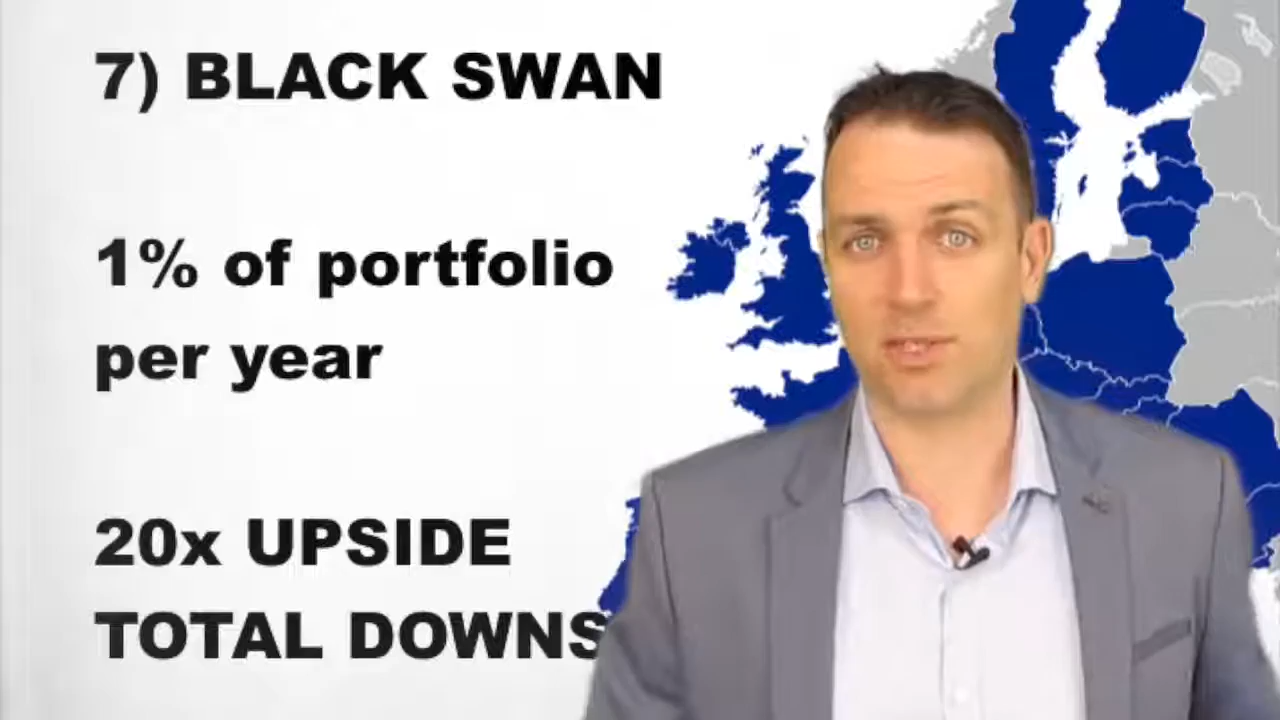 7) BLACK SWAN
1% of portfolio
per year
20x UPSIDE
TOTAL DOWNS